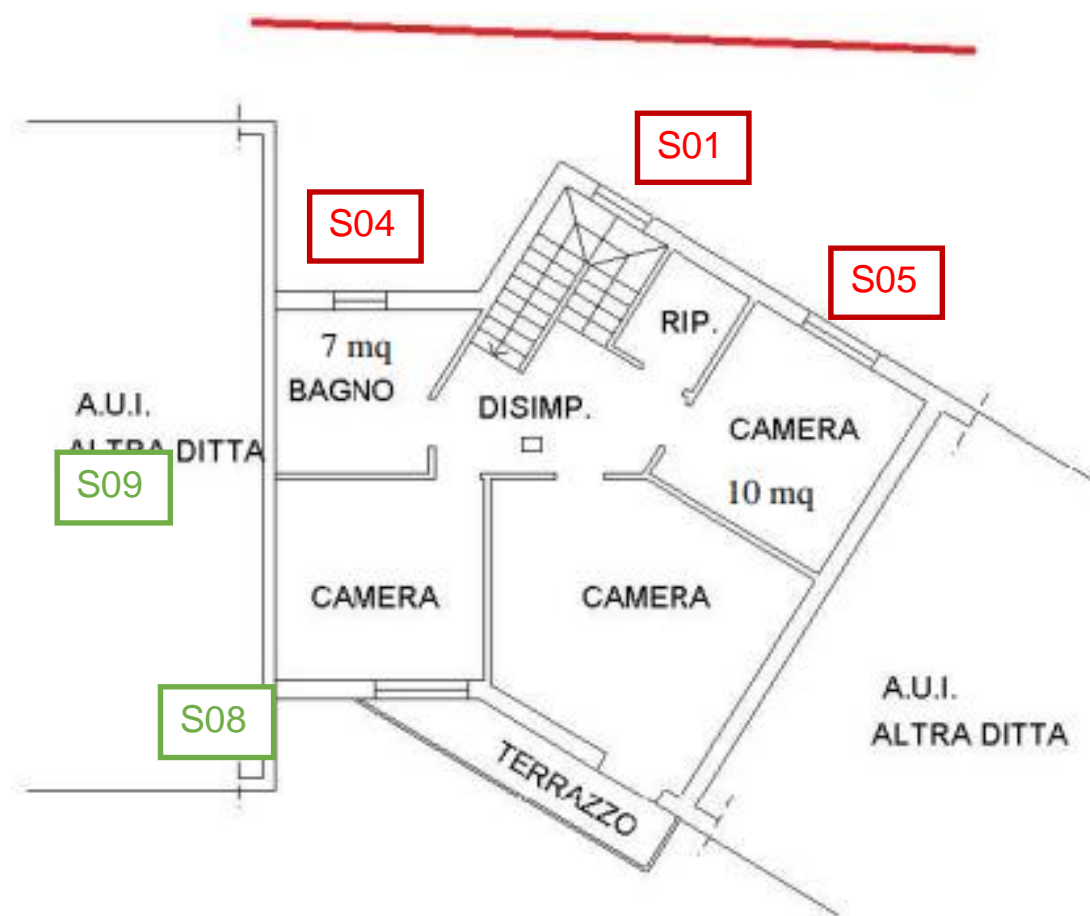 S01
S04
S05
RIP.
7 mq
BAGNO
A.U.I.
ALTRA DITTA
DISIMP.
CAMERA
S09
10 mq
CAMERA
CAMERA
A.U.I.
ALTRA DITTA
S08
TERRAZZO